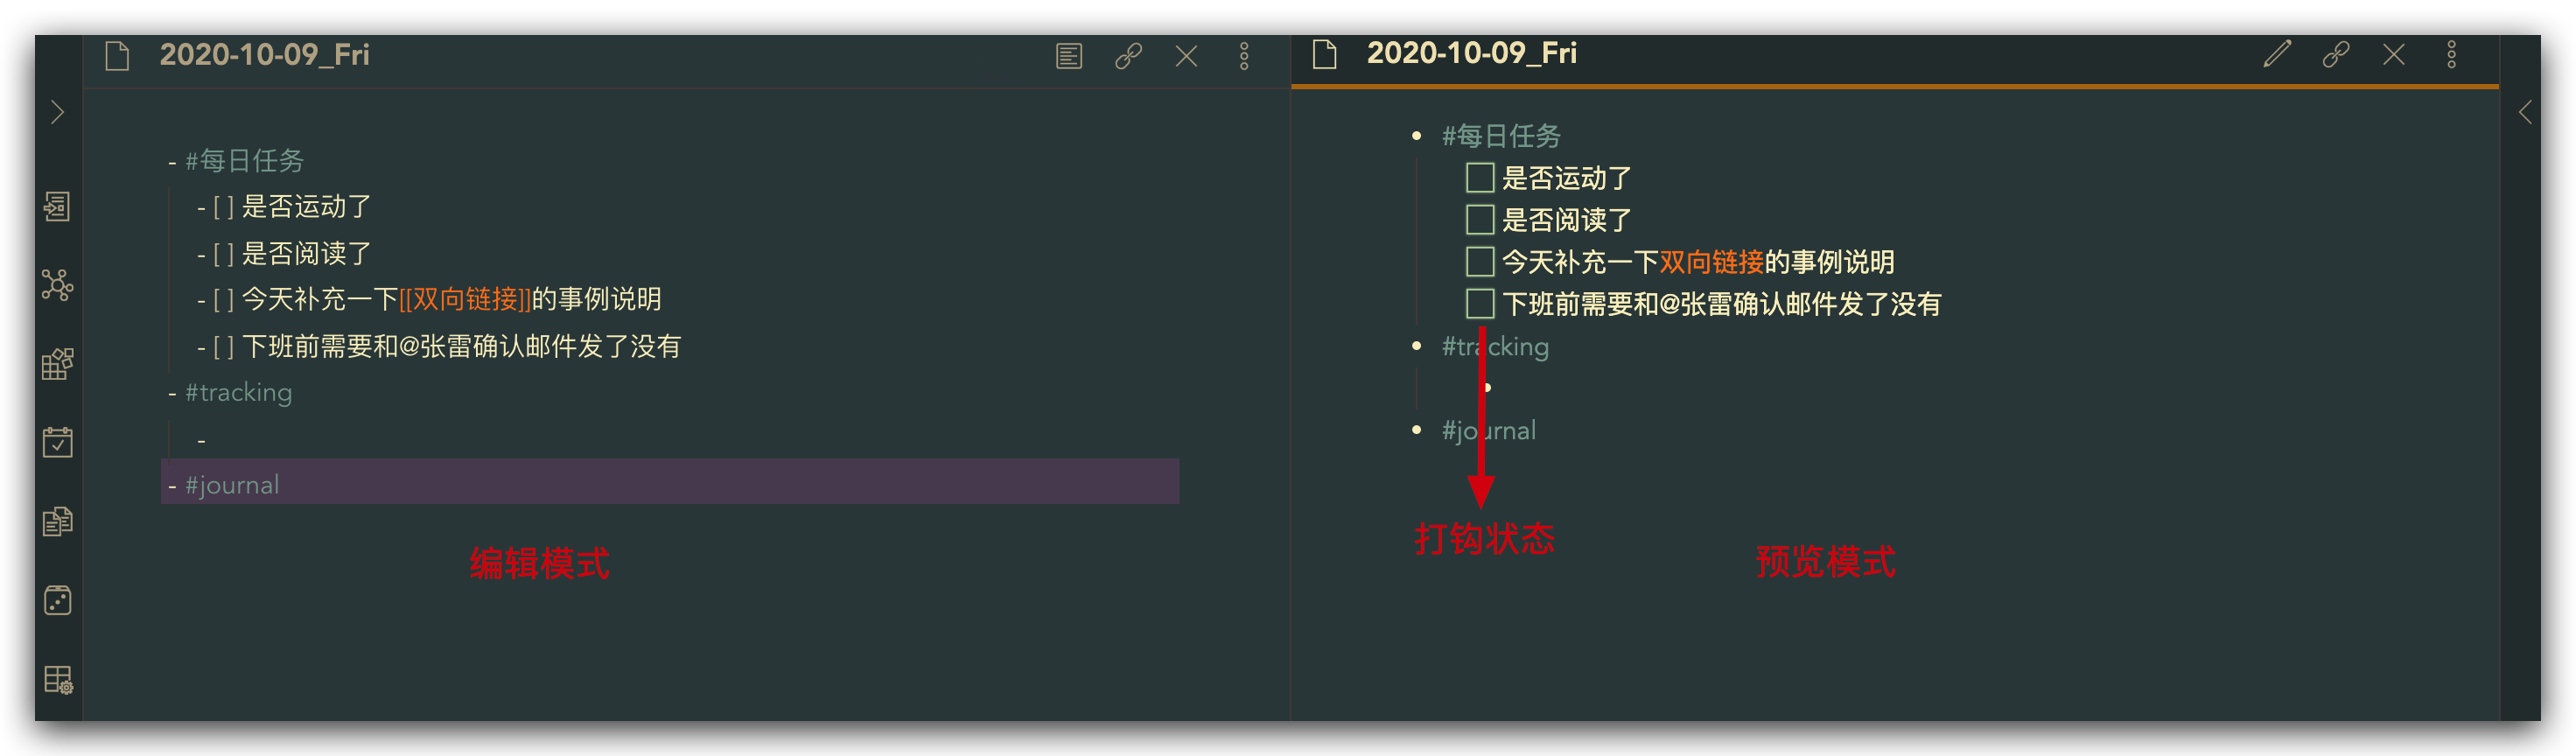 2020-10-09_Fri
- #每日任务
- [ ] 是否运动了
- [ ] 是否阅读了
- [ ] 今天补充一下[[双向链接]]的事例说明
- [ ] 下班前需要和@张雷确认邮件发了没有
- #tracking
-
- #journal
编辑模式
2020-10-09_Fri
#每日任务
是否运动了
是否阅读了
今天补充一下双向链接的事例说明
下班前需要和@张雷确认邮件发了没有
#tracking
#journal
打钩状态
预览模式